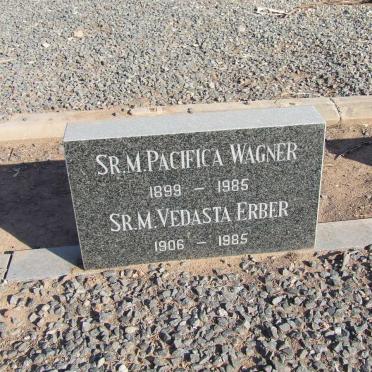 SR.M.PACIFICA WAGNER
1899 - 1985
SR.M.VEDASTA ERBER
1906 - 1985